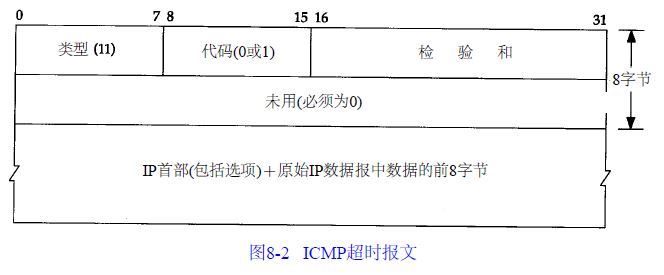 0 7 8 15 16 31
类型 (11) 代码(0或1) 检 验 和
8字节
未用(必须为0)
IP首部(包括选项)+原始IP数据报中数据的前8字节
图8-2 ICMP超时报文